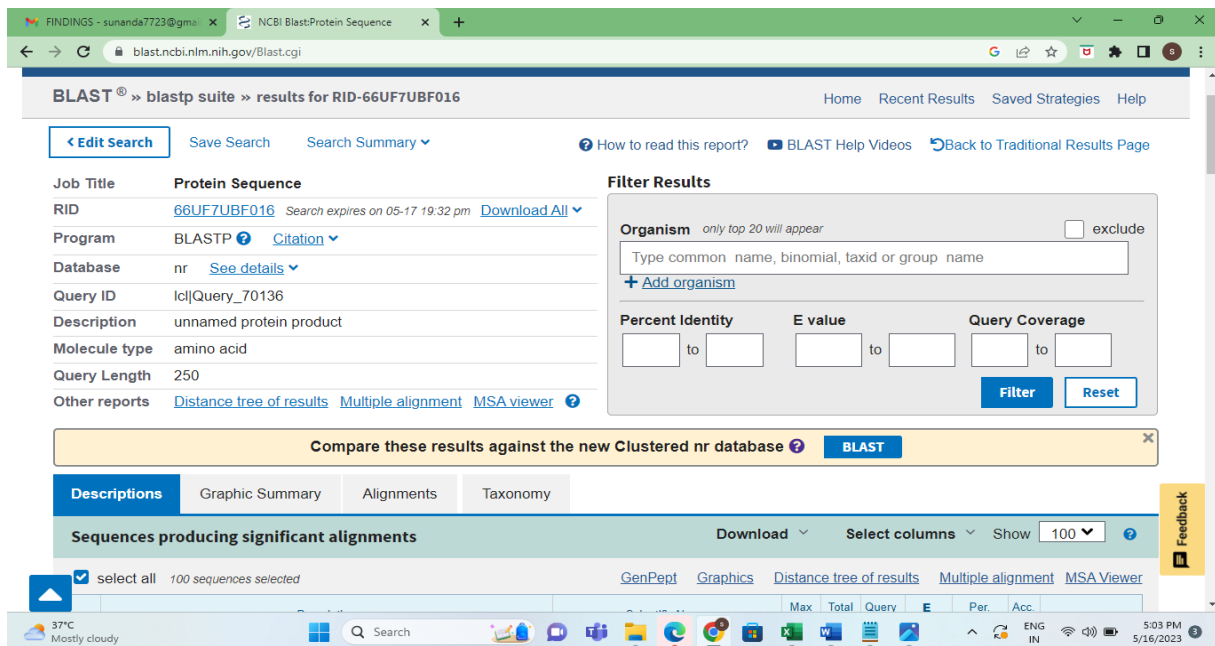 FINDINGS - sunanda7723@gmai
NCBI Blast:Protein Sequence
blast.ncbi.nlm.nih.gov/Blast.cgi
BLAST ® » blastp suite » results for RID-66UF7UBF016
Home Recent Results Saved Strategies Help
< Edit Search Save Search Search Summary
How to read this report? BLAST Help Videos Back to Traditional Results Page
Job Title Protein Sequence
RID 66UF7UBF016 Search expires on 05-17 19:32 pm Download All
Program BLASTP Citation
Database nr See details
Query ID lcl|Query_70136
Description unnamed protein product
Molecule type amino acid
Query Length 250
Other reports Distance tree of results Multiple alignment MSA viewer
Filter Results
Organism only top 20 will appear exclude
Type common name, binomial, taxid or group name
+ Add organism
Percent Identity E value Query Coverage
to to to
Filter Reset
Compare these results against the new Clustered nr database BLAST
Descriptions Graphic Summary Alignments Taxonomy
Feedback
Sequences producing significant alignments Download Select columns Show 100
select all 100 sequences selected GenPept Graphics Distance tree of results Multiple alignment MSA Viewer
Max Total Query E Per. Acc.
37°C
Mostly cloudy
Search
ENG
IN
5:03 PM
5/16/2023
3